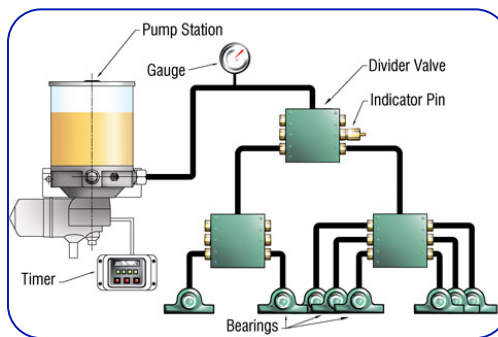 Pump Station
Gauge
Divider Valve
Indicator Pin
Timer
Bearings